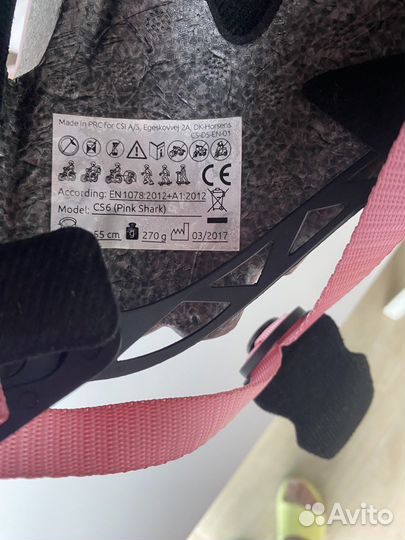 Made in PRC for CSI A/S, Egeskovvej 2A, DK-Horsens
CS-DS-EN-01
CE
According: EN 1078:2012+A1:2012
Model: CS6 (Pink Shark)
55 cm g 270 g 03/2017
Avito